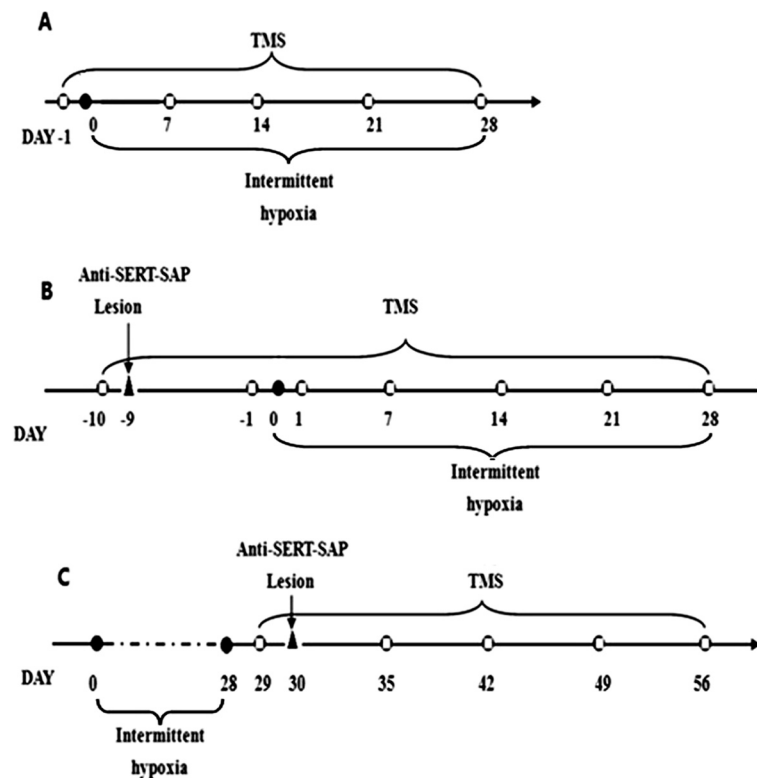 A
TMS
DAY -1 0 7 14 21 28
Intermittent
hypoxia
Anti-SERT-SAP
B
Lesion
TMS
DAY -10 -9 -1 0 1 7 14 21 28
Intermittent
hypoxia
Anti-SERT-SAP
C
Lesion
TMS
DAY 0 28 29 30 35 42 49 56
Intermittent
hypoxia